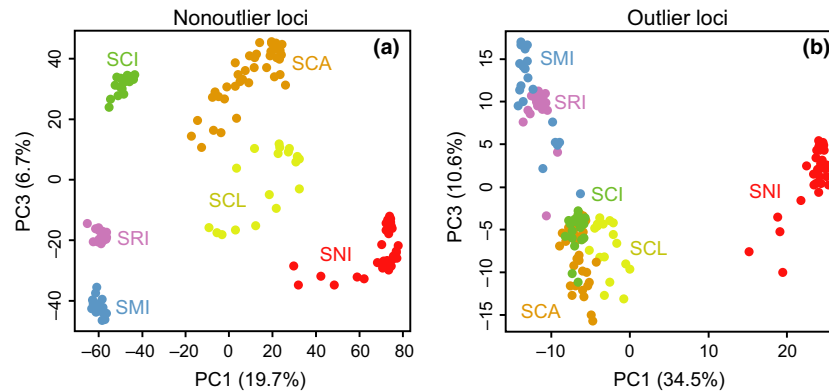 Nonoutlier loci
(a)
SCI
SCA
SCL
SRI
SNI
SMI
40
20
0
−20
−40
PC3 (6.7%)
−60 −40 −20 0 20 40 60 80
PC1 (19.7%)
Outlier loci
(b)
SMI
SRI
SNI
SCI
SCL
SCA
15
10
5
0
−5
−10
−15
PC3 (10.6%)
−10 0 10 20
PC1 (34.5%)